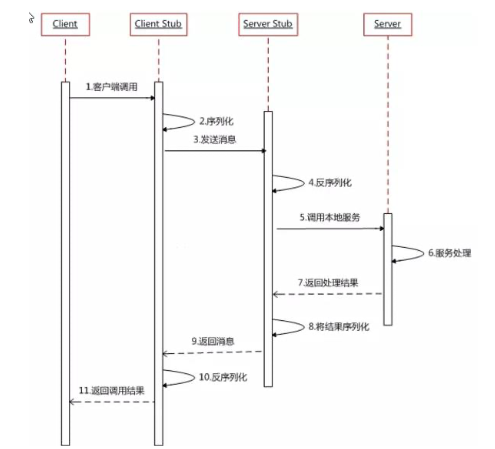 Client
Client Stub
Server Stub
Server
1.客户端调用
2.序列化
3.发送消息
4.反序列化
5.调用本地服务
6.服务处理
7.返回处理结果
8.将结果序列化
9.返回消息
10.反序列化
11.返回调用结果